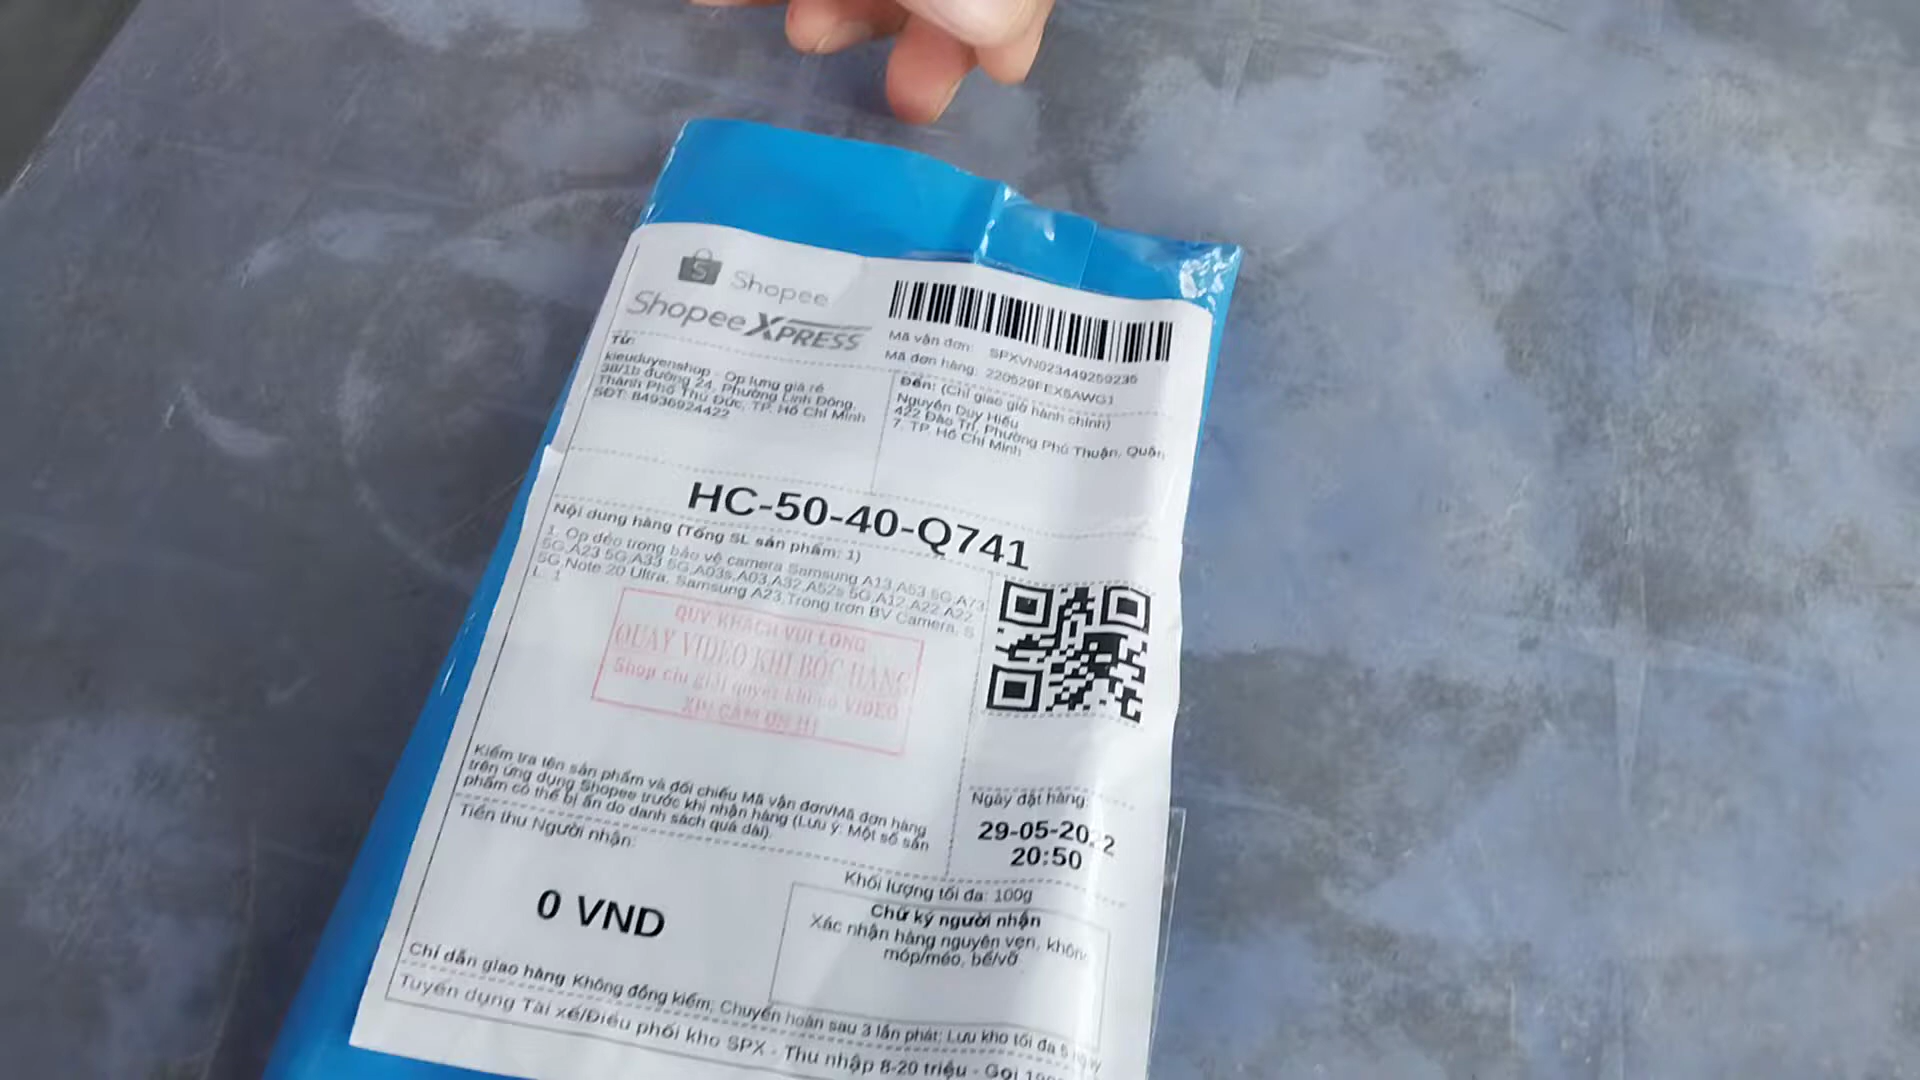 Shopee
Shopee XPRESS
Mã vận đơn: SPXVN023449259235
Mã đơn hàng: 220529FEX5AWG1
Từ:
kieuduyenshop - Ốp lưng giá rẻ
38/1b đường 24, Phường Linh Đông,
Thành Phố Thủ Đức, TP. Hồ Chí Minh
SĐT: 84936924422
Đến: (Chỉ giao giờ hành chính)
Nguyễn Duy Hiếu
422 Đào Trí, Phường Phú Thuận, Quận
7, TP. Hồ Chí Minh
HC-50-40-Q741
Nội dung hàng (Tổng SL sản phẩm: 1)
1. Ốp dẻo trong bảo vệ camera Samsung A13,A53 5G,A73
5G,A23 5G,A33 5G,A03s,A03,A32,A52s 5G,A12,A22,A22
5G,Note 20 Ultra, Samsung A23,Trong trơn BV Camera, S
L: 1
QUÝ KHÁCH VUI LÒNG
QUAY VIDEO KHI BÓC HÀNG
Shop chỉ giải quyết khi có VIDEO
XIN CẢM ƠN !!!
Kiểm tra tên sản phẩm và đối chiếu Mã vận đơn/Mã đơn hàng
trên ứng dụng Shopee trước khi nhận hàng (Lưu ý: Một số sản
phẩm có thể bị ẩn do danh sách quá dài).
Ngày đặt hàng:
29-05-2022
20:50
Tiền thu Người nhận:
0 VND
Khối lượng tối đa: 100g
Chữ ký người nhận
Xác nhận hàng nguyên vẹn, không
móp/méo, bể/vỡ
Chỉ dẫn giao hàng Không đồng kiểm; Chuyển hoàn sau 3 lần phát; Lưu kho tối đa 5
Tuyển dụng Tài xế/Điều phối kho SPX - Thu nhập 8-20 triệu - Gọi